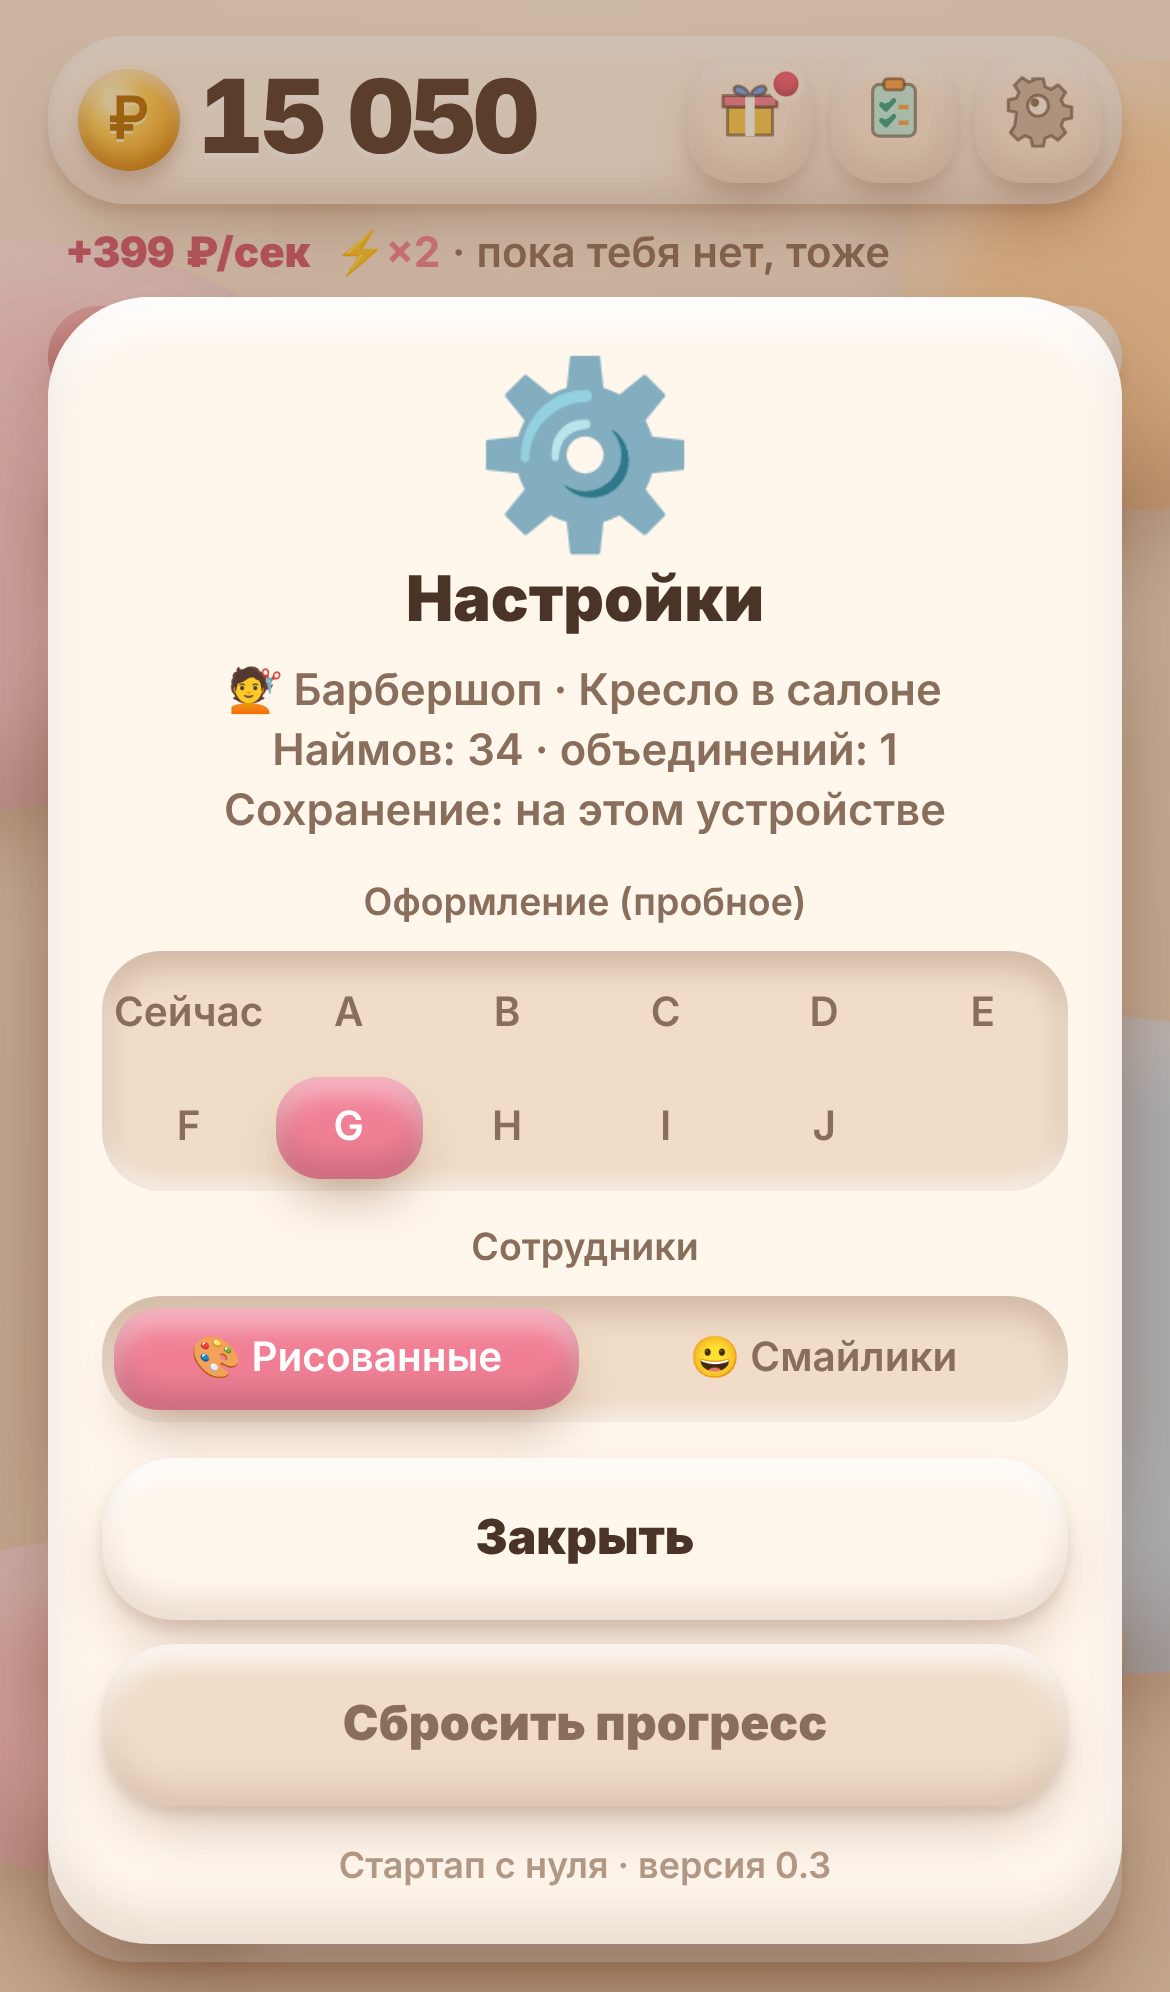 ₽ 15 050
+399 ₽/сек ⚡×2 · пока тебя нет, тоже
Настройки
💇 Барбершоп · Кресло в салоне
Наймов: 34 · объединений: 1
Сохранение: на этом устройстве
Оформление (пробное)
Сейчас A B C D E
F G H I J
Сотрудники
🎨 Рисованные 😀 Смайлики
Закрыть
Сбросить прогресс
Стартап с нуля · версия 0.3